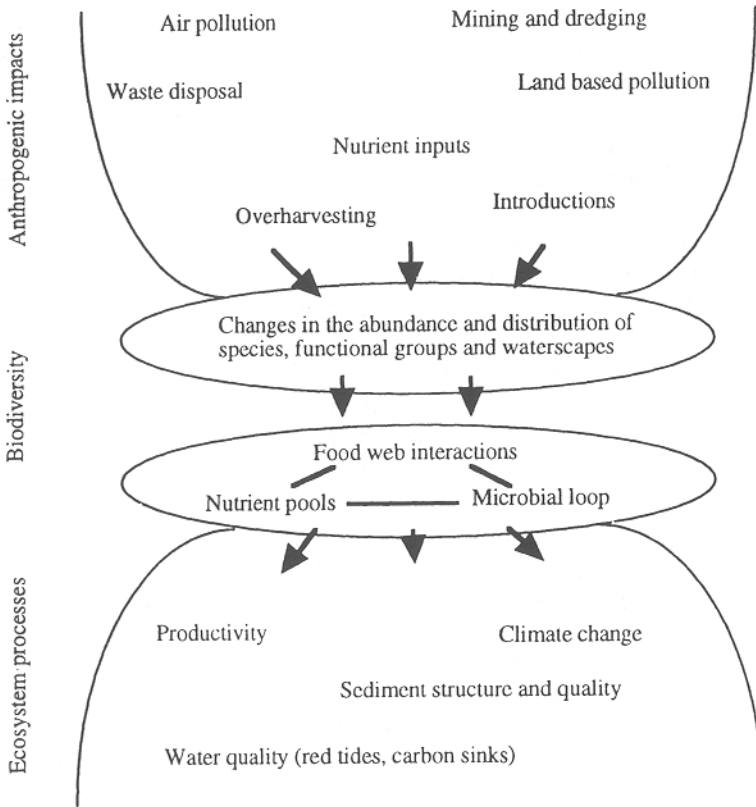 Anthropogenic impacts
Air pollution
Mining and dredging
Waste disposal
Land based pollution
Nutrient inputs
Overharvesting
Introductions
Biodiversity
Changes in the abundance and distribution of
species, functional groups and waterscapes
Food web interactions
Nutrient pools
Microbial loop
Ecosystem processes
Productivity
Climate change
Sediment structure and quality
Water quality (red tides, carbon sinks)